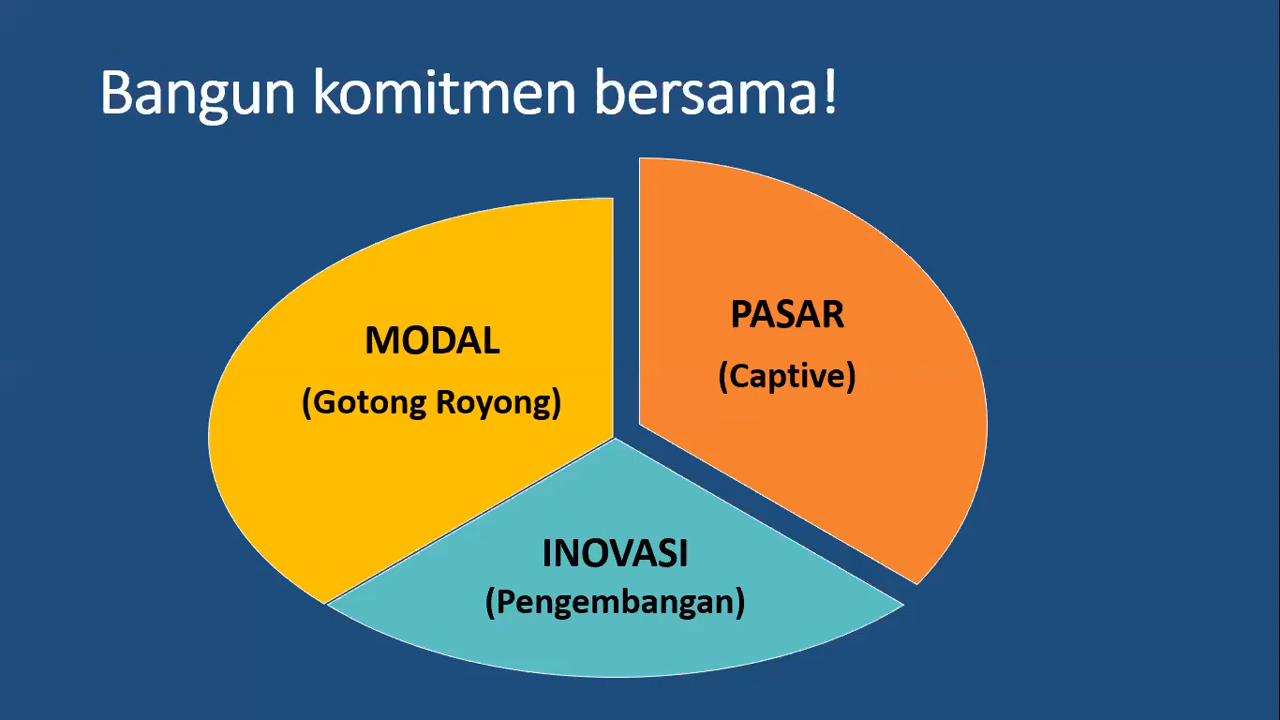 Bangun komitmen bersama!
MODAL
(Gotong Royong)
PASAR
(Captive)
INOVASI
(Pengembangan)